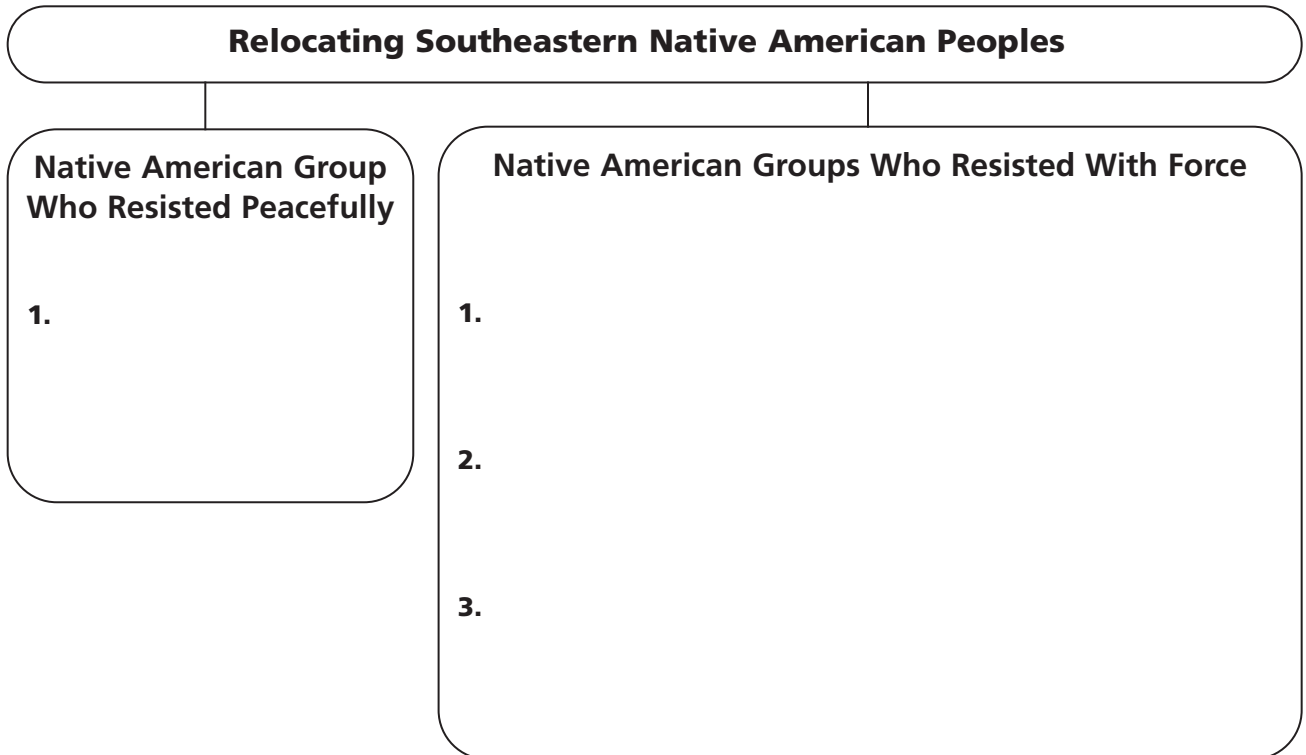 Relocating Southeastern Native American Peoples
Native American Group
Who Resisted Peacefully
1.
Native American Groups Who Resisted With Force
1.
2.
3.